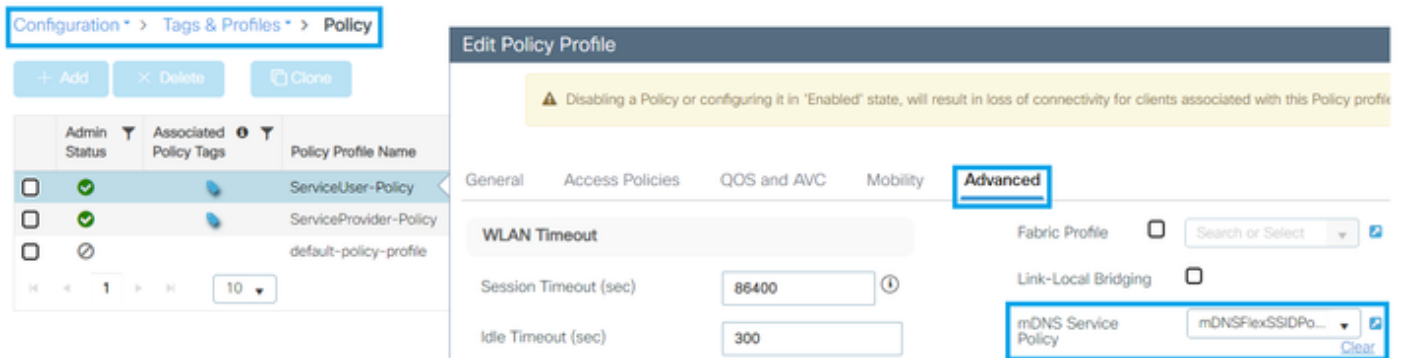 Configuration > Tags & Profiles > Policy
+ Add × Delete Clone
Admin Status Associated Policy Tags Policy Profile Name
ServiceUser-Policy
ServiceProvider-Policy
default-policy-profile
1 10
Edit Policy Profile
Disabling a Policy or configuring it in 'Enabled' state, will result in loss of connectivity for clients associated with this Policy profile
General Access Policies QOS and AVC Mobility Advanced
WLAN Timeout
Session Timeout (sec) 86400
Idle Timeout (sec) 300
Fabric Profile Search or Select
Link-Local Bridging
mDNS Service Policy mDNSFlexSSIDPo...
Clear